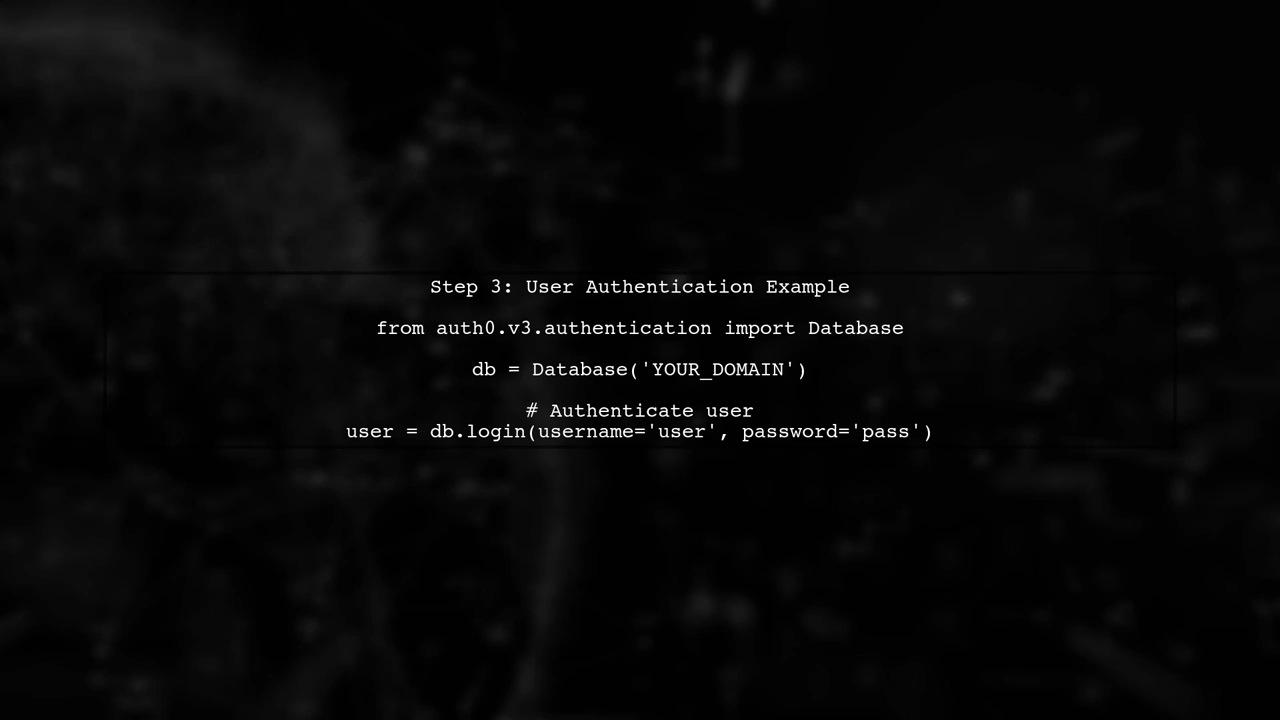 Step 3: User Authentication Example
from auth0.v3.authentication import Database
db = Database('YOUR_DOMAIN')
# Authenticate user
user = db.login(username='user', password='pass')